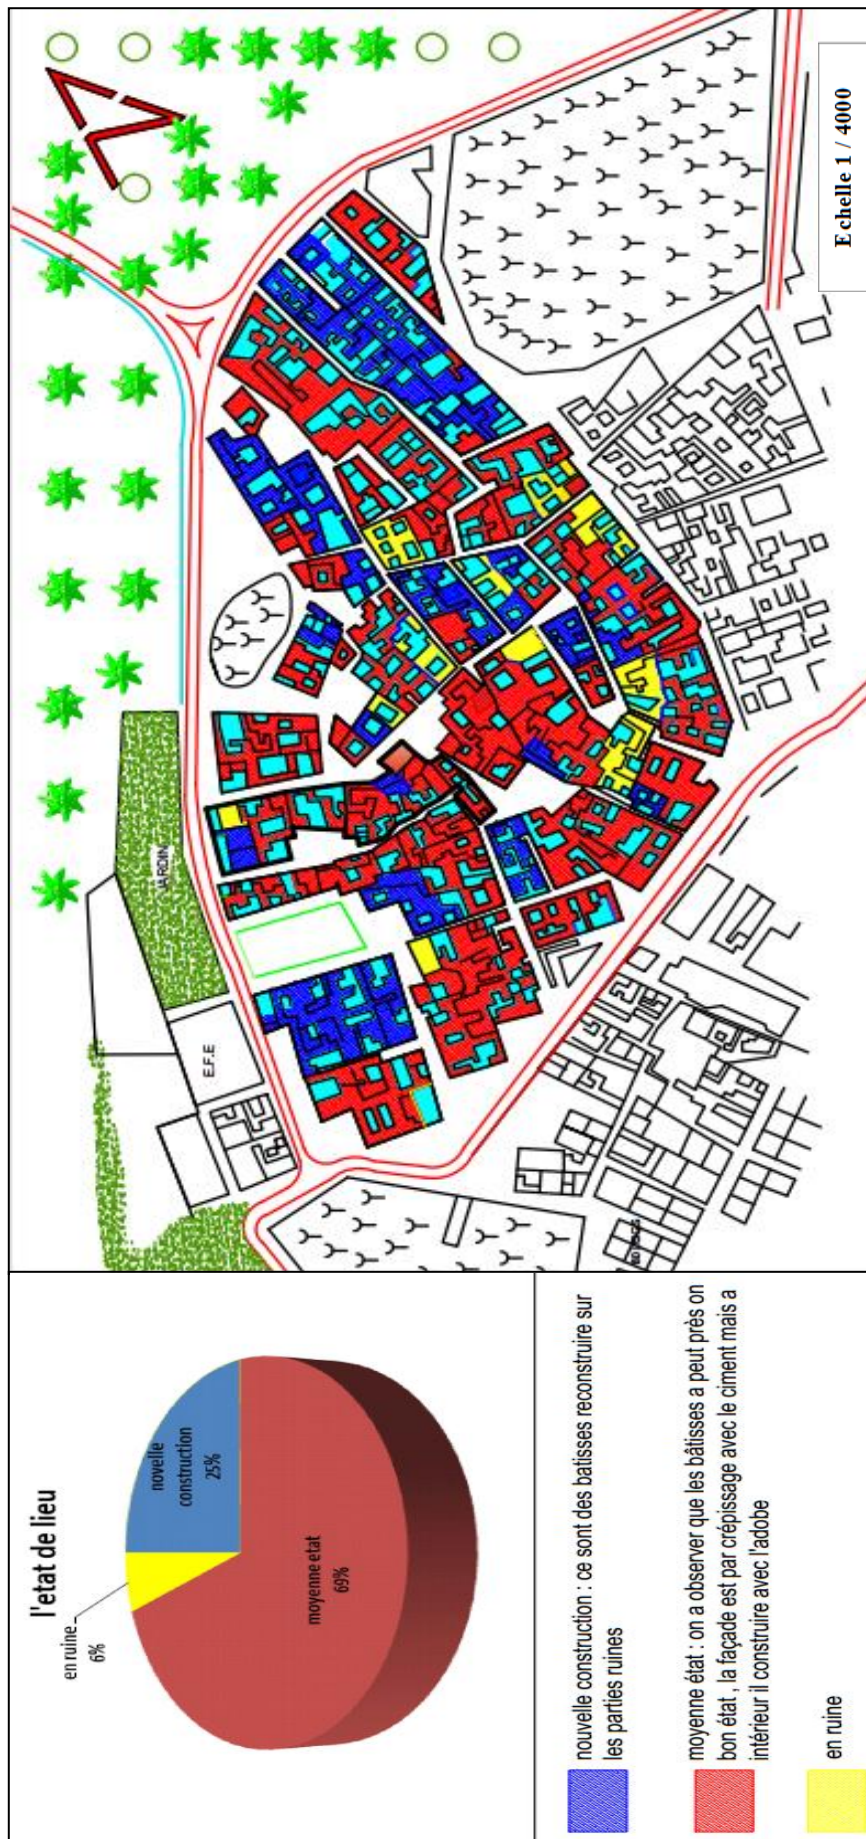 l'etat de lieu
en ruine
6%
novelle
construction
25%
moyenne etat
69%
nouvelle construction : ce sont des batisses reconstruire sur
les parties ruines
moyenne état : on a observer que les bâtisses a peut près on
bon état , la façade est par crépissage avec le ciment mais a
intérieur il construire avec l'adobe
en ruine
JARDIN
E.F.E
E chelle 1 / 4000